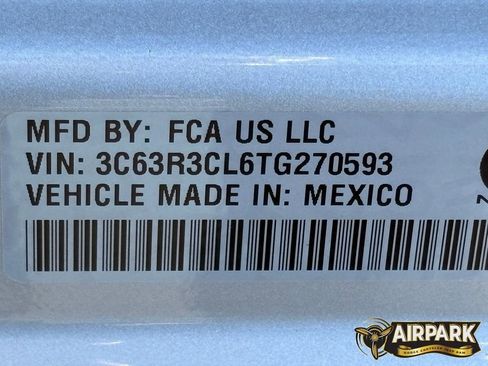 MFD BY: FCA US LLC
VIN: 3C63R3CL6TG270593
VEHICLE MADE IN: MEXICO
AIRPARK